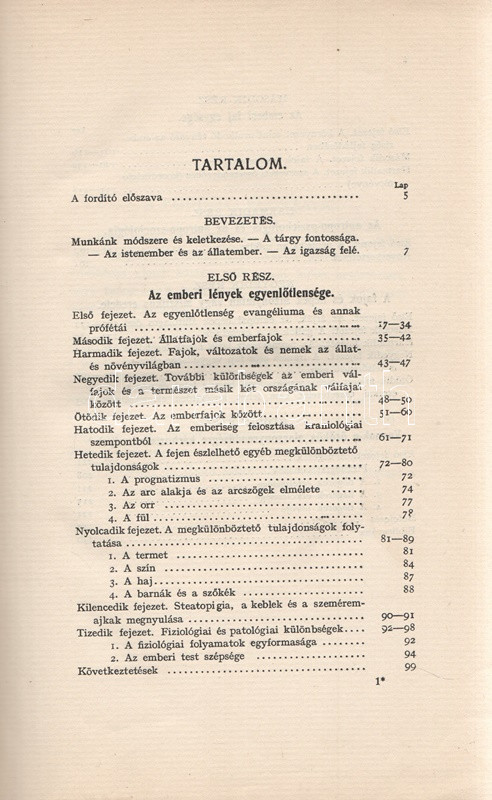 TARTALOM.
Lap
A fordító előszava 5
BEVEZETÉS.
Munkánk módszere és keletkezése. — A tárgy fontossága.
— Az istenember és az állatember. — Az igazság felé. 7
ELSŐ RÉSZ.
Az emberi lények egyenlőtlensége.
Első fejezet. Az egyenlőtlenség evangéliuma és annak
prófétái 17—34
Második fejezet. Állatfajok és emberfajok 35—42
Harmadik fejezet. Fajok, változatok és nemek az állat-
és növényvilágban 43—47
Negyedik fejezet. További különbségek az emberi vál-
fajok és a természet másik két országának válfajai
között 48—50
Ötödik fejezet. Az emberfajok között 51—60
Hatodik fejezet. Az emberiség felosztása kraniológiai
szempontból 61—71
Hetedik fejezet. A fejen észlelhető egyéb megkülönböztető
tulajdonságok 72—80
1. A prognatizmus 72
2. Az arc alakja és az arcszögek elmélete 74
3. Az orr 77
4. A fül 78
Nyolcadik fejezet. A megkülönböztető tulajdonságok foly-
tatása 81—89
1. A termet 81
2. A szín 84
3. A haj 87
4. A barnák és a szőkék 88
Kilencedik fejezet. Steatopigia, a keblek és a szemérem-
ajkak megnyulása 90—91
Tizedik fejezet. Fiziológiai és patológiai különbségek 92—98
1. A fiziológiai folyamatok egyformasága 92
2. Az emberi test szépsége 94
Következtetések 99
1*